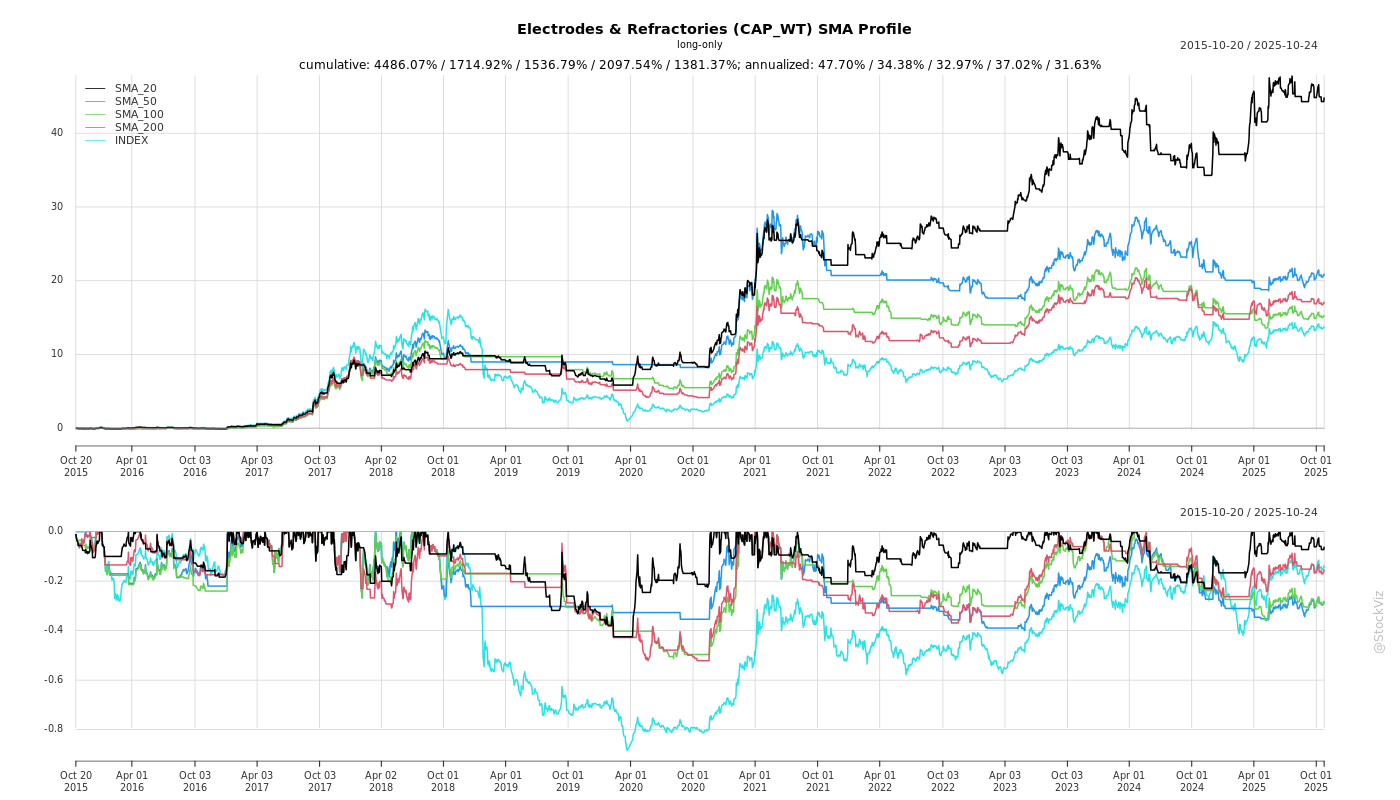 Electrodes & Refractories (CAP_WT) SMA Profile
long-only
2015-10-20 / 2025-10-24
cumulative: 4486.07% / 1714.92% / 1536.79% / 2097.54% / 1381.37%; annualized: 47.70% / 34.38% / 32.97% / 37.02% / 31.63%
SMA_20
SMA_50
SMA_100
SMA_200
INDEX
40
30
20
10
0
Oct 20 Apr 01 Oct 03 Apr 03 Oct 03 Apr 02 Oct 01 Apr 01 Oct 01 Apr 01 Oct 01 Apr 01 Oct 01 Apr 01 Oct 03 Apr 03 Oct 03 Apr 01 Oct 01 Apr 01 Oct 01
2015 2016 2016 2017 2017 2018 2018 2019 2019 2020 2020 2021 2021 2022 2022 2023 2023 2024 2024 2025 2025
2015-10-20 / 2025-10-24
0.0
-0.2
-0.4
-0.6
-0.8
Oct 20 Apr 01 Oct 03 Apr 03 Oct 03 Apr 02 Oct 01 Apr 01 Oct 01 Apr 01 Oct 01 Apr 01 Oct 01 Apr 01 Oct 03 Apr 03 Oct 03 Apr 01 Oct 01 Apr 01 Oct 01
2015 2016 2016 2017 2017 2018 2018 2019 2019 2020 2020 2021 2021 2022 2022 2023 2023 2024 2024 2025 2025
@StockViz